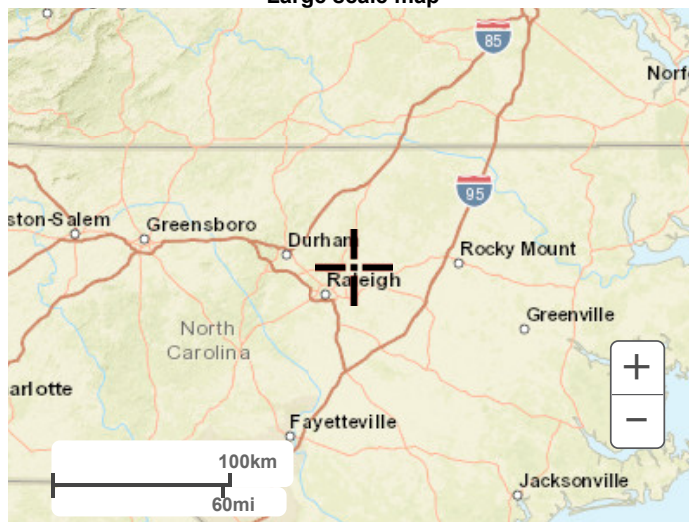 Large scale map
85
Norf
95
ston-Salem
Greensboro
Durham
Rocky Mount
Raleigh
Greenville
North
Carolina
+
arlotte
−
Fayetteville
100km
Jacksonville
60mi